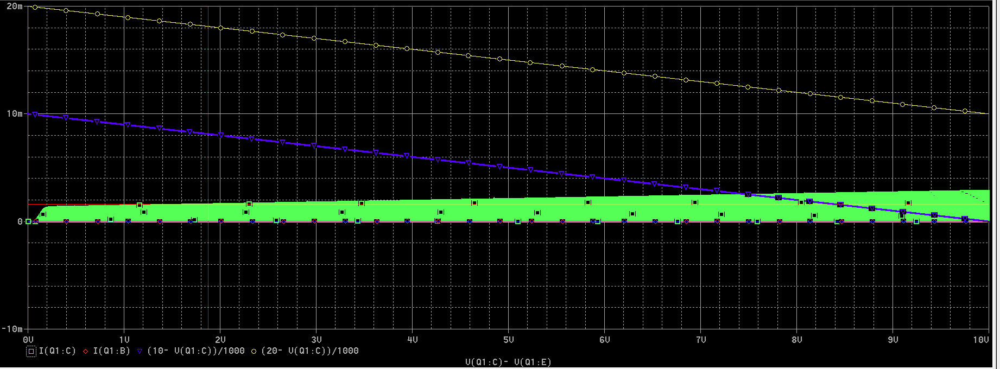 20m
10m
0
-10m
0V 1V 2V 3V 4V 5V 6V 7V 8V 9V 10V
I(Q1:C) I(Q1:B) (10- V(Q1:C))/1000 (20- V(Q1:C))/1000
V(Q1:C)- V(Q1:E)